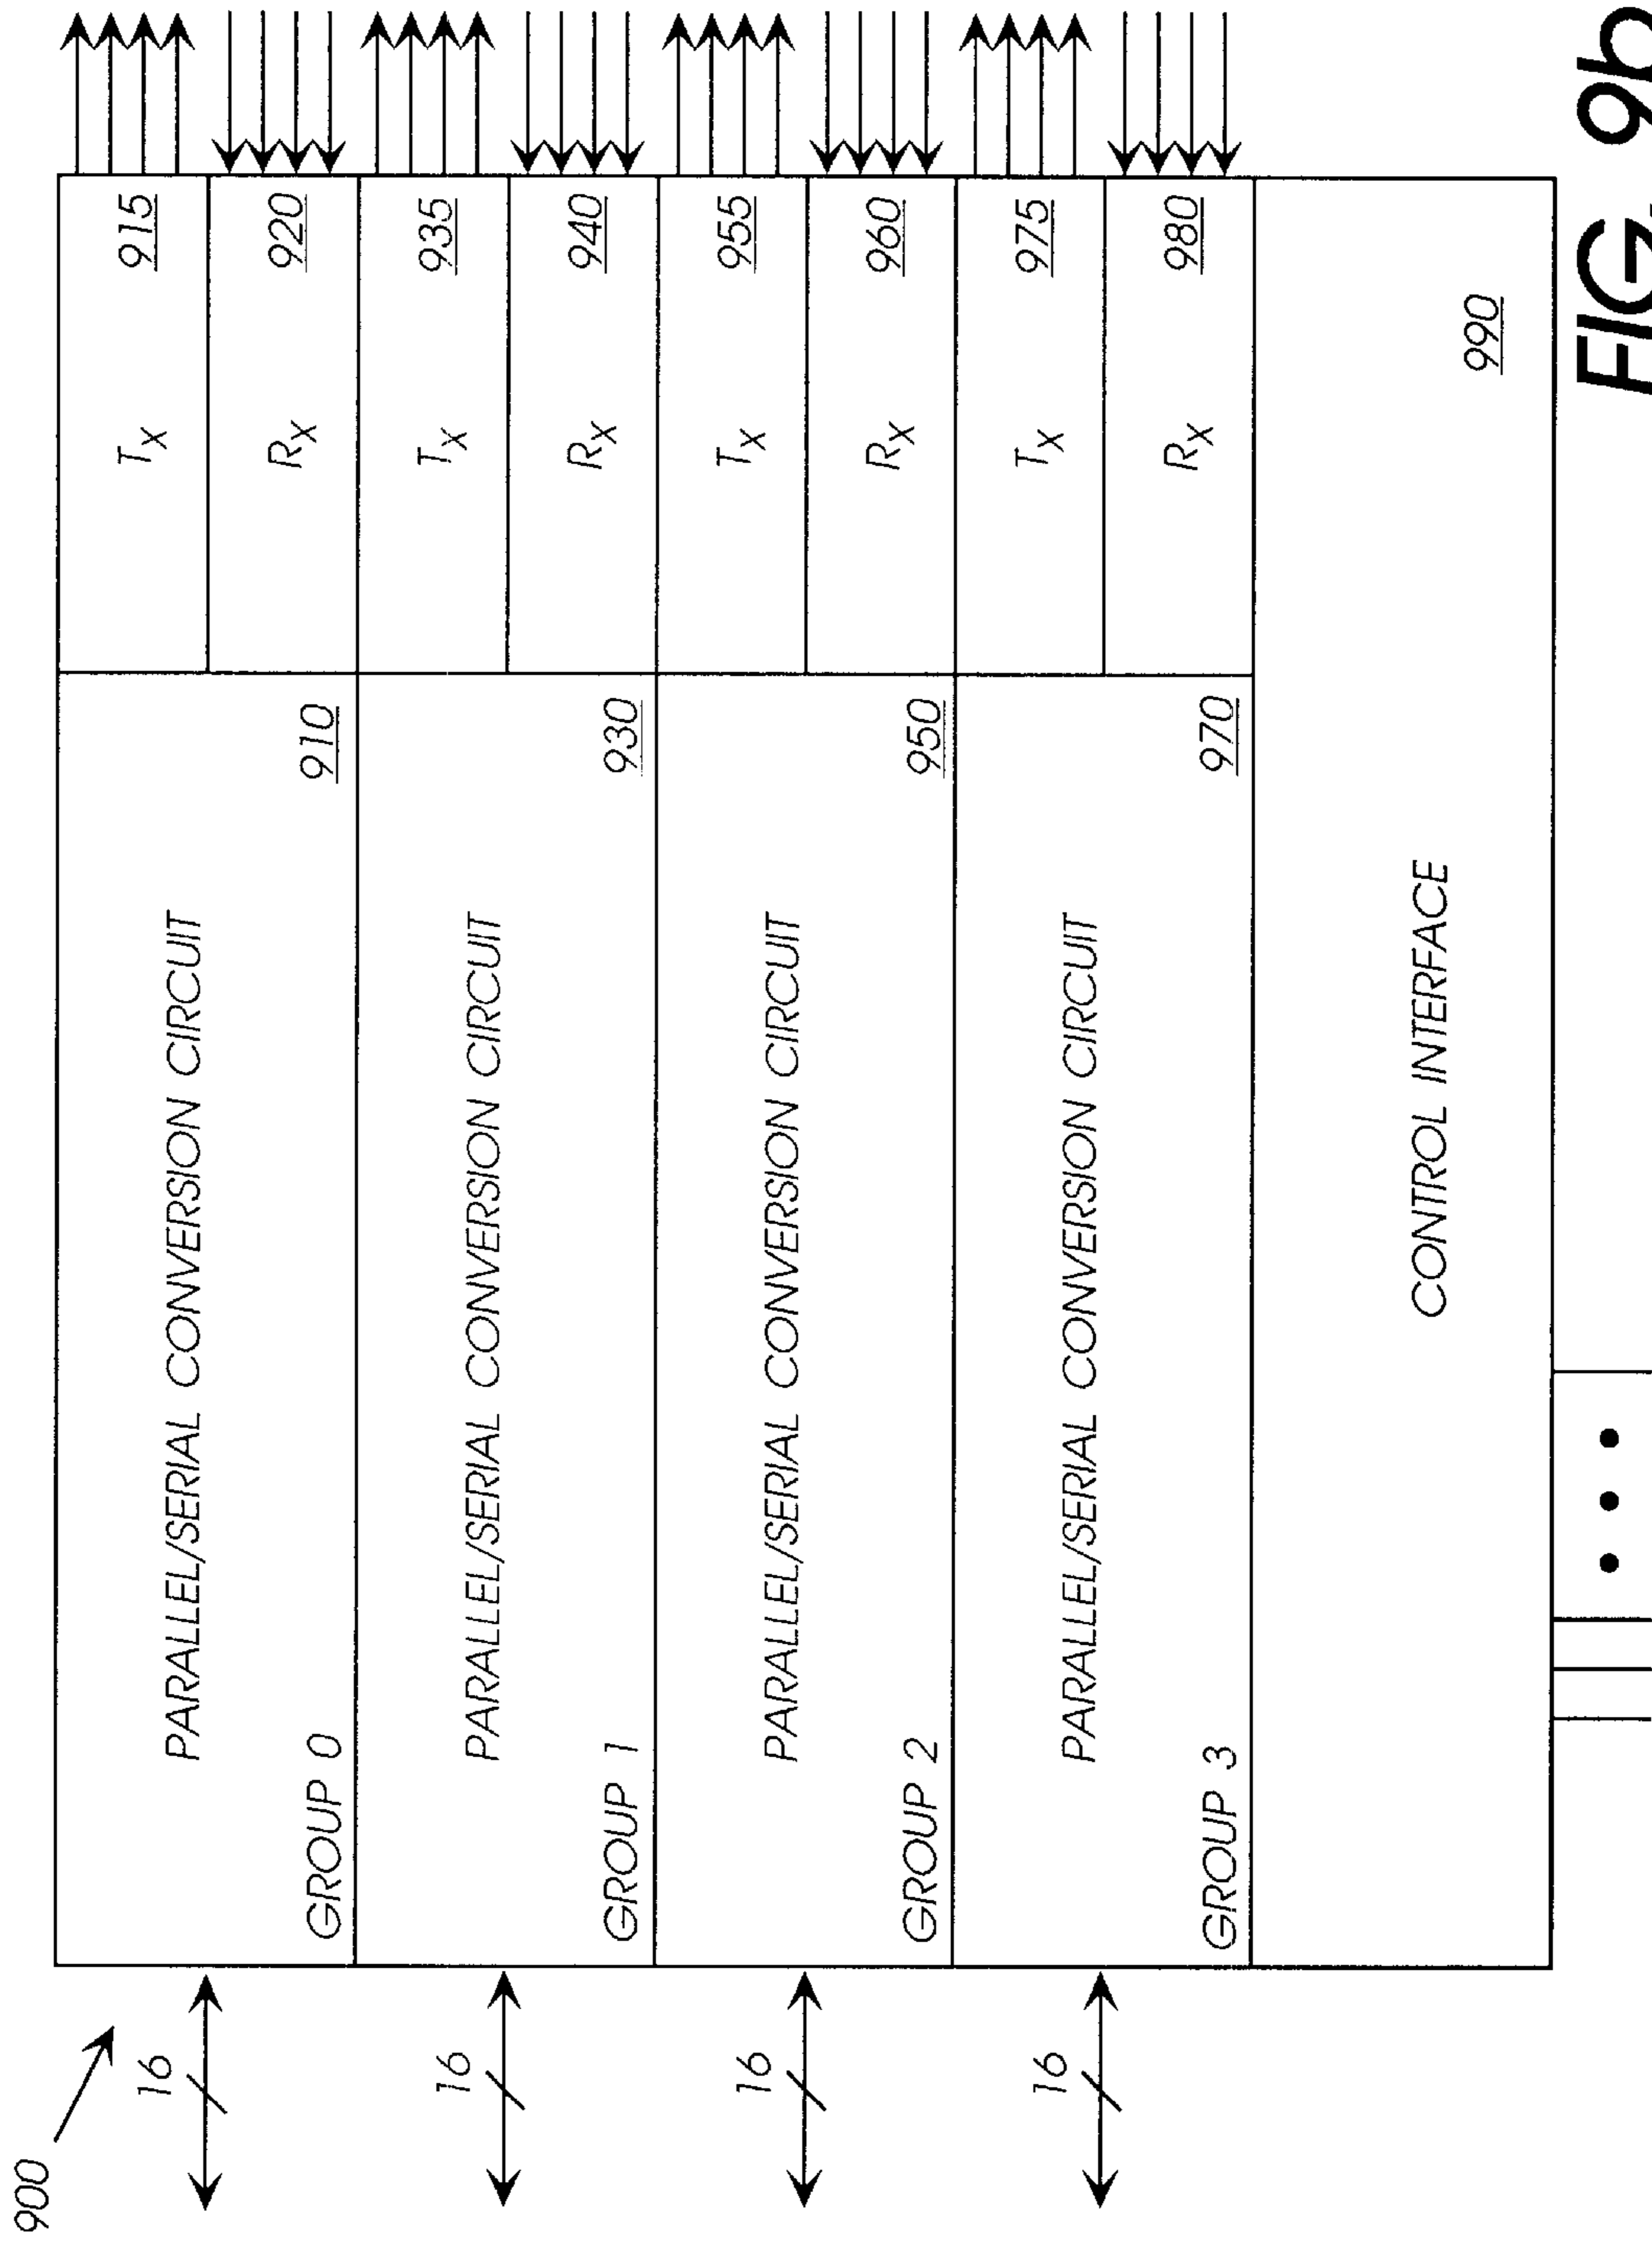 900
16
PARALLEL/SERIAL CONVERSION CIRCUIT
GROUP 0
910
TX
915
RX
920
16
PARALLEL/SERIAL CONVERSION CIRCUIT
GROUP 1
930
TX
935
RX
940
16
PARALLEL/SERIAL CONVERSION CIRCUIT
GROUP 2
950
TX
955
RX
960
16
PARALLEL/SERIAL CONVERSION CIRCUIT
GROUP 3
970
TX
975
RX
980
CONTROL INTERFACE
990
FIG. 9b